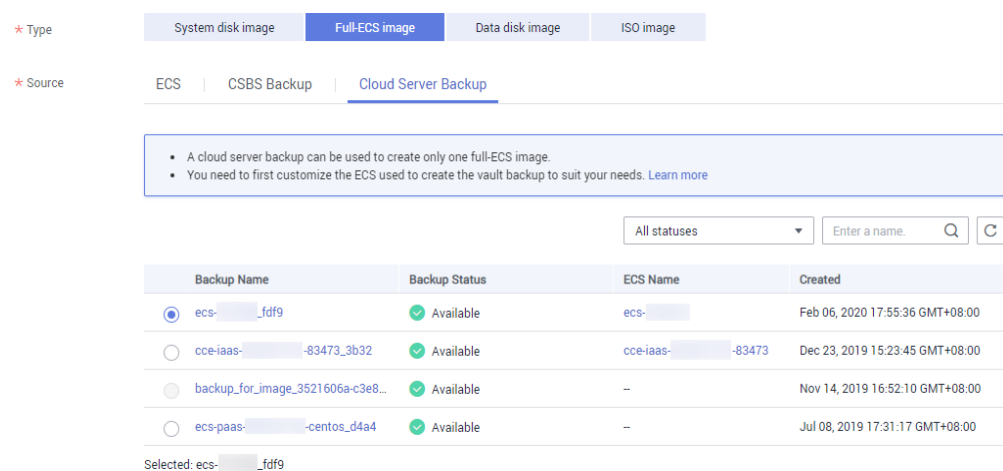 * Type System disk image Full-ECS image Data disk image ISO image
* Source ECS CSBS Backup Cloud Server Backup
• A cloud server backup can be used to create only one full-ECS image.
• You need to first customize the ECS used to create the vault backup to suit your needs. Learn more
All statuses Enter a name.
Backup Name Backup Status ECS Name Created
ecs- _fdf9 Available ecs- Feb 06, 2020 17:55:36 GMT+08:00
cce-iaas- -83473_3b32 Available cce-iaas- -83473 Dec 23, 2019 15:23:45 GMT+08:00
backup_for_image_3521606a-c3e8... Available -- Nov 14, 2019 16:52:10 GMT+08:00
ecs-paas- -centos_d4a4 Available -- Jul 08, 2019 17:31:17 GMT+08:00
Selected: ecs- _fdf9